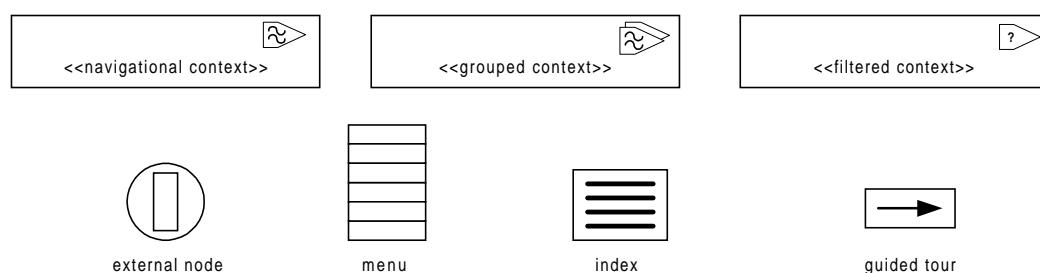 <<navigational context>>
<<grouped context>>
? <<filtered context>>
external node
menu
index
guided tour